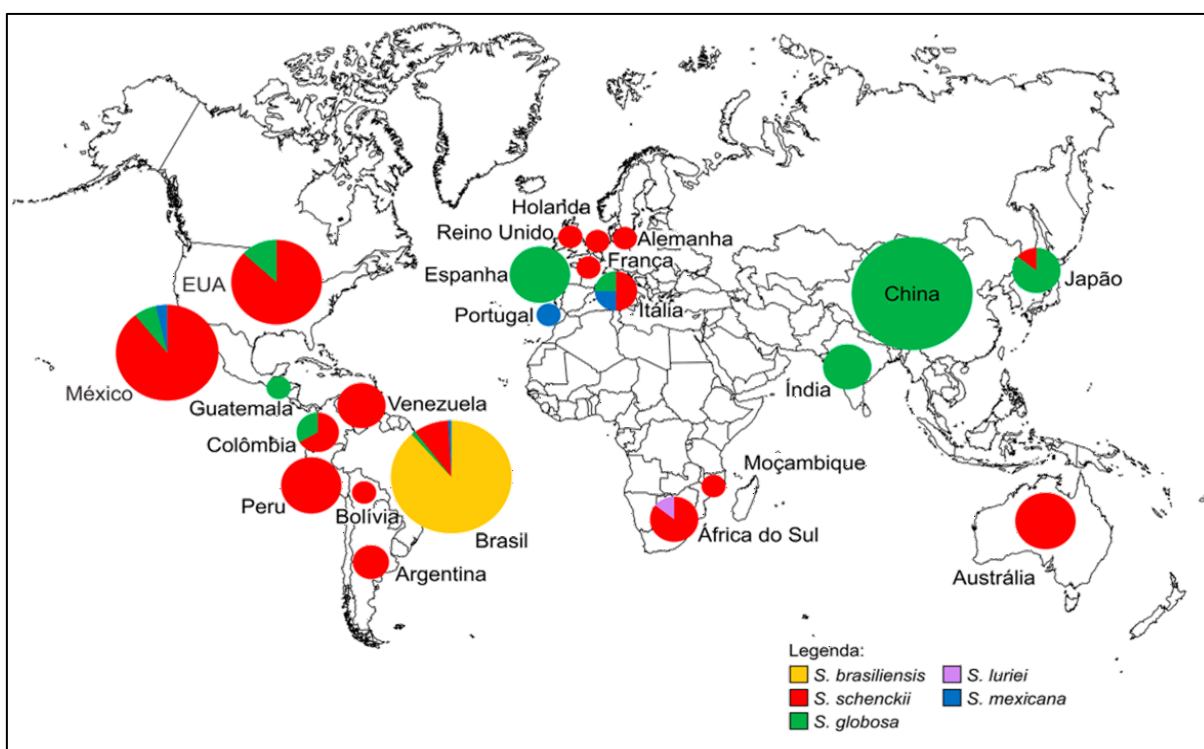 Holanda
Reino Unido
Alemanha
França
Espanha
EUA
China
Japão
Portugal
Itália
México
Índia
Guatemala
Venezuela
Colômbia
Moçambique
Peru
Bolívia
Brasil
África do Sul
Argentina
Austrália
Legenda:
S. brasiliensis
S. schenckii
S. globosa
S. luriei
S. mexicana